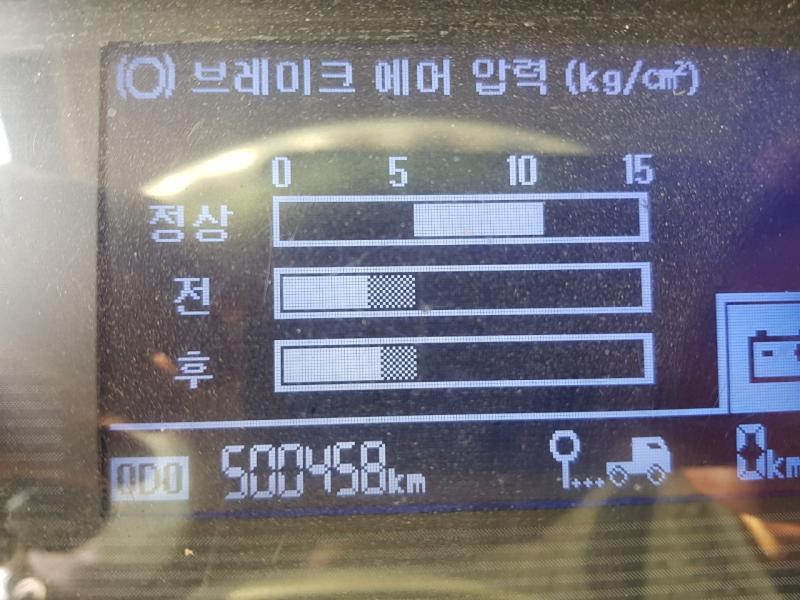 브레이크 에어 압력 (kg/㎠)
0 5 10 15
정상
전
후
ODO 500458km 0km